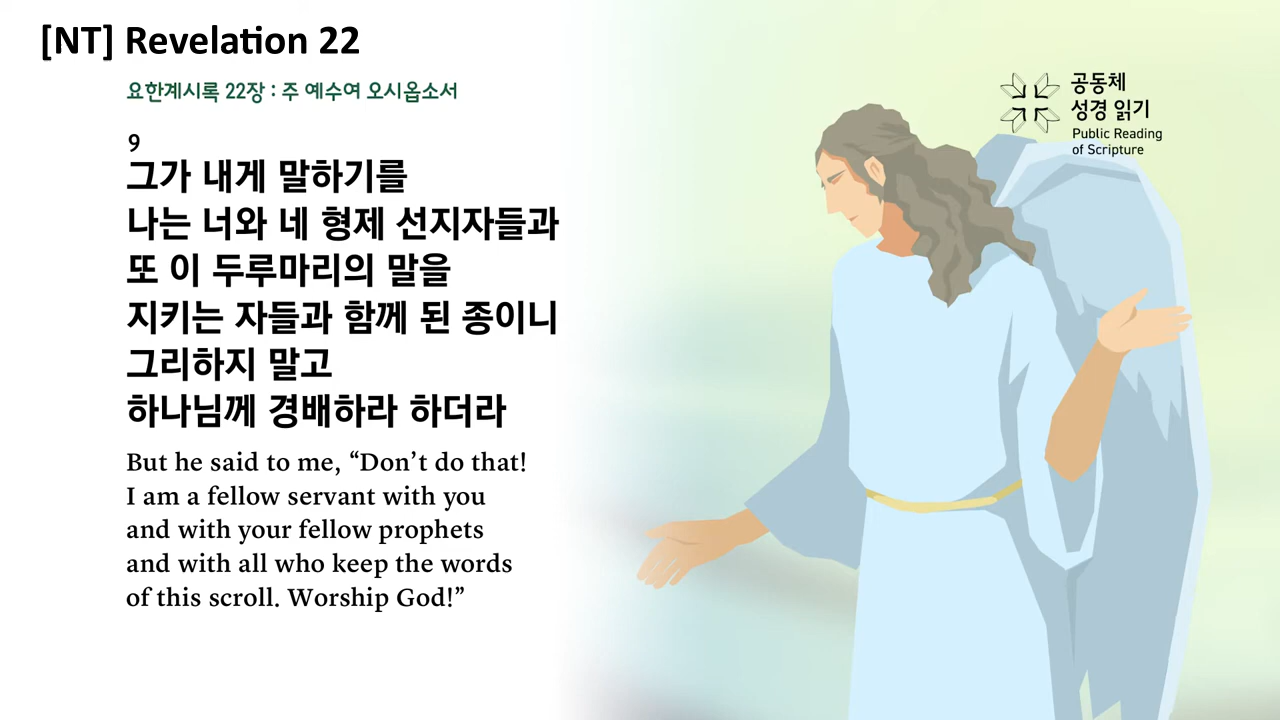 [NT] Revelation 22
요한계시록 22장 : 주 예수여 오시옵소서
공동체
성경 읽기
Public Reading
of Scripture
9
그가 내게 말하기를
나는 너와 네 형제 선지자들과
또 이 두루마리의 말을
지키는 자들과 함께 된 종이니
그리하지 말고
하나님께 경배하라 하더라
But he said to me, “Don’t do that!
I am a fellow servant with you
and with your fellow prophets
and with all who keep the words
of this scroll. Worship God!”